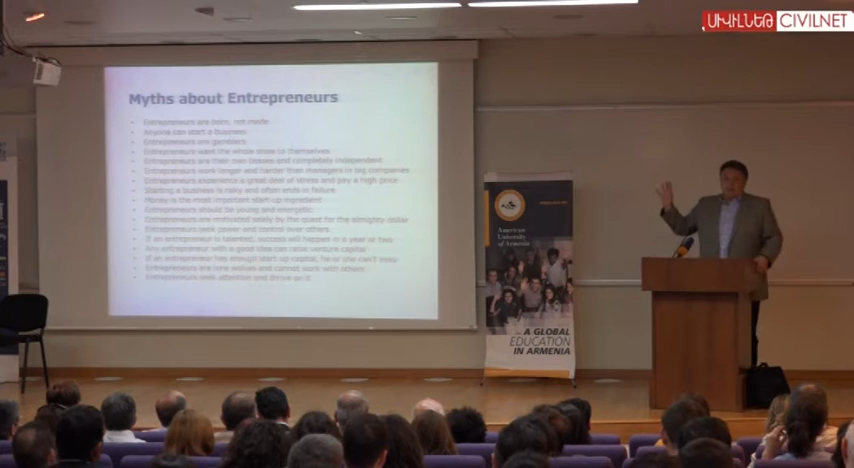 ՍԻՎԻԼՆԵԹ CIVILNET
Myths about Entrepreneurs
Entrepreneurs are born, not made
Anyone can start a business
Entrepreneurs are gamblers
Entrepreneurs want the whole show to themselves
Entrepreneurs are their own bosses and completely independent
Entrepreneurs work longer and harder than managers in big companies
Entrepreneurs experience a great deal of stress and pay a high price
Starting a business is risky and often ends in failure
Money is the most important start-up ingredient
Entrepreneurs should be young and energetic
Entrepreneurs are motivated solely by the quest for the almighty dollar
Entrepreneurs seek power and control over others
If an entrepreneur is talented, success will happen in a year or two
Any entrepreneur with a good idea can raise venture capital
If an entrepreneur has enough start-up capital, he or one can't
Entrepreneurs are lone wolves and cannot work with others
Entrepreneurs seek attention and thrive on it
American
University
of Armenia
A GLOBAL
EDUCATION
IN ARMENIA